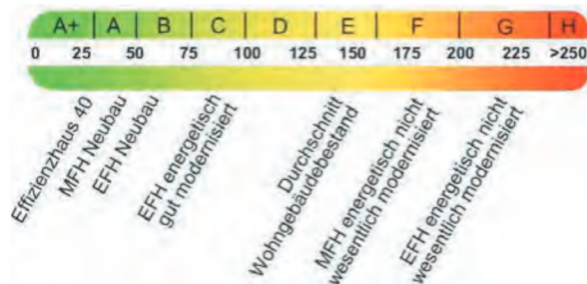 A+ A B C D E F G H
0 25 50 75 100 125 150 175 200 225 >250
Effizienzhaus 40
MFH Neubau
EFH Neubau
EFH energetisch
gut modernisiert
Durchschnitt
Wohngebäudebestand
MFH energetisch nicht
wesentlich modernisiert
EFH energetisch nicht
wesentlich modernisiert